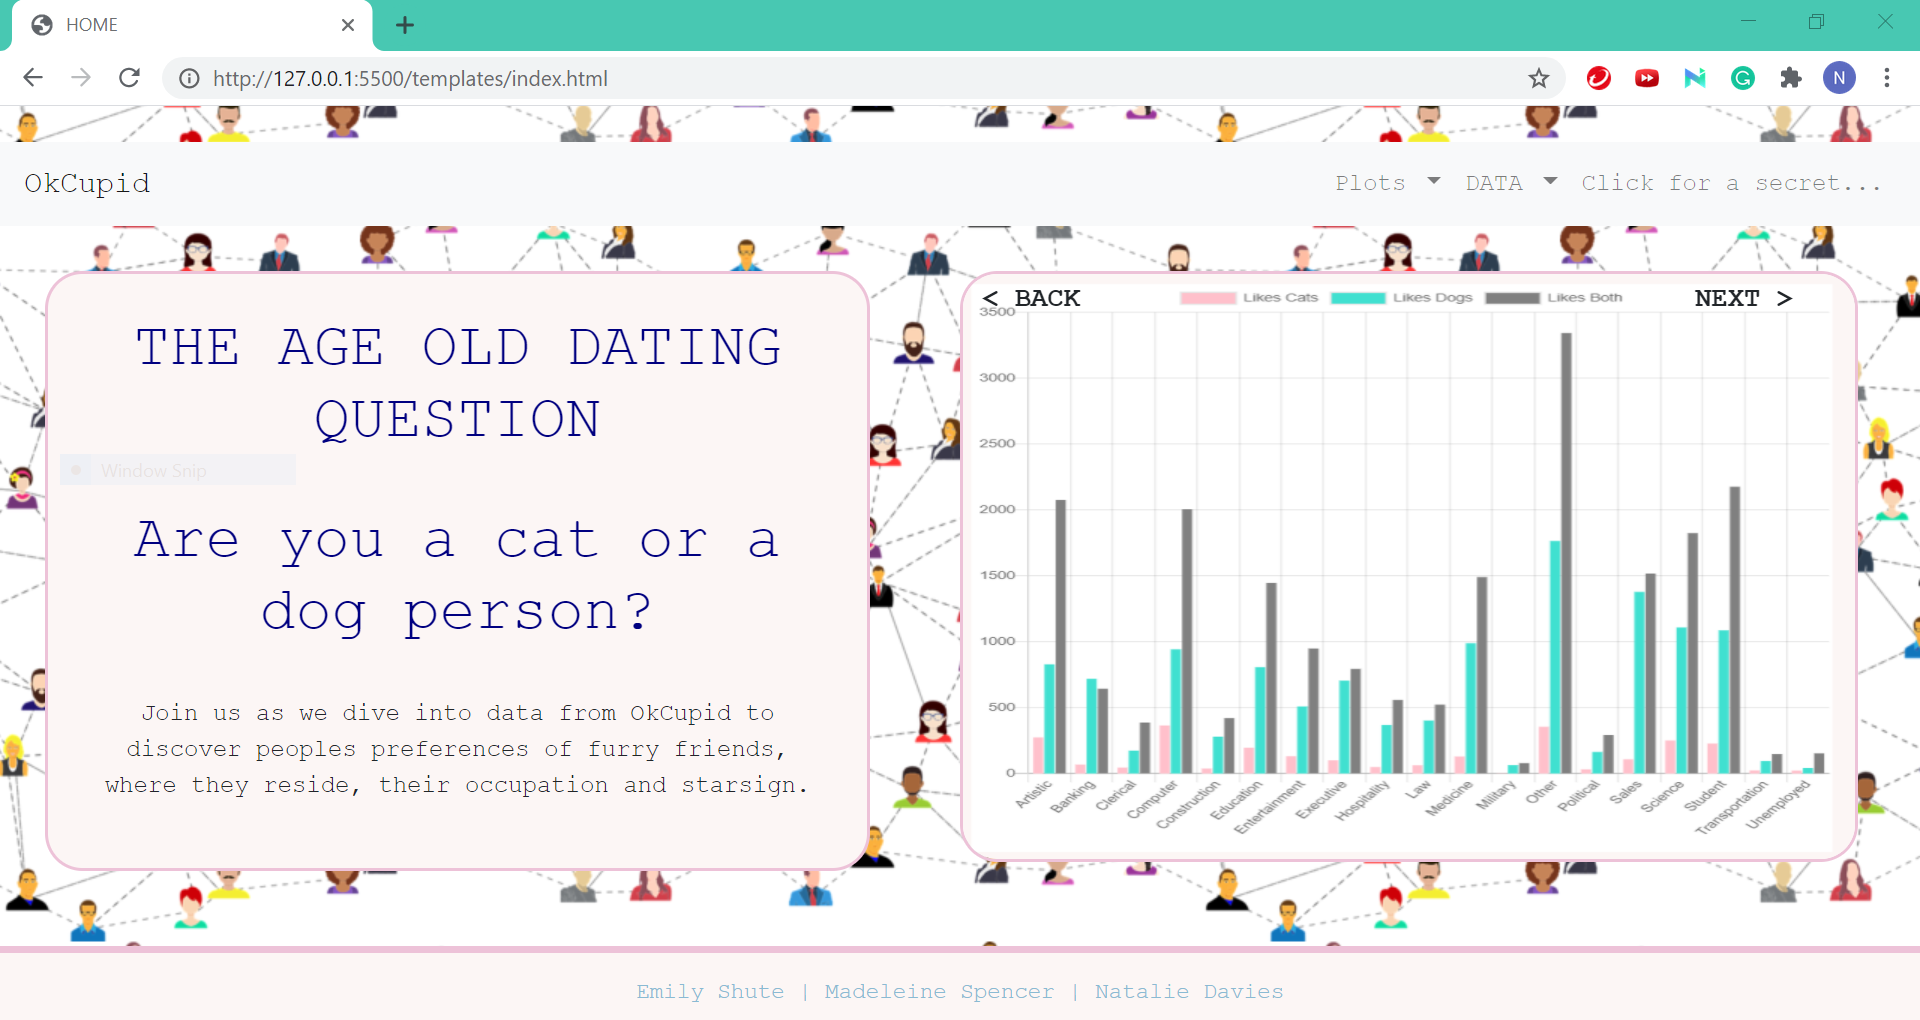 HOME
http://127.0.0.1:5500/templates/index.html
N
OkCupid
Plots
DATA
Click for a secret...
THE AGE OLD DATING
QUESTION
Window Snip
Are you a cat or a
dog person?
Join us as we dive into data from OkCupid to
discover peoples preferences of furry friends,
where they reside, their occupation and starsign.
< BACK
Likes Cats
Likes Dogs
Likes Both
NEXT >
3500
3000
2500
2000
1500
1000
500
0
Artistic
Banking
Clerical
Computer
Construction
Education
Entertainment
Executive
Hospitality
Law
Medicine
Military
Other
Political
Sales
Science
Student
Transportation
Unemployed
Emily Shute | Madeleine Spencer | Natalie Davies